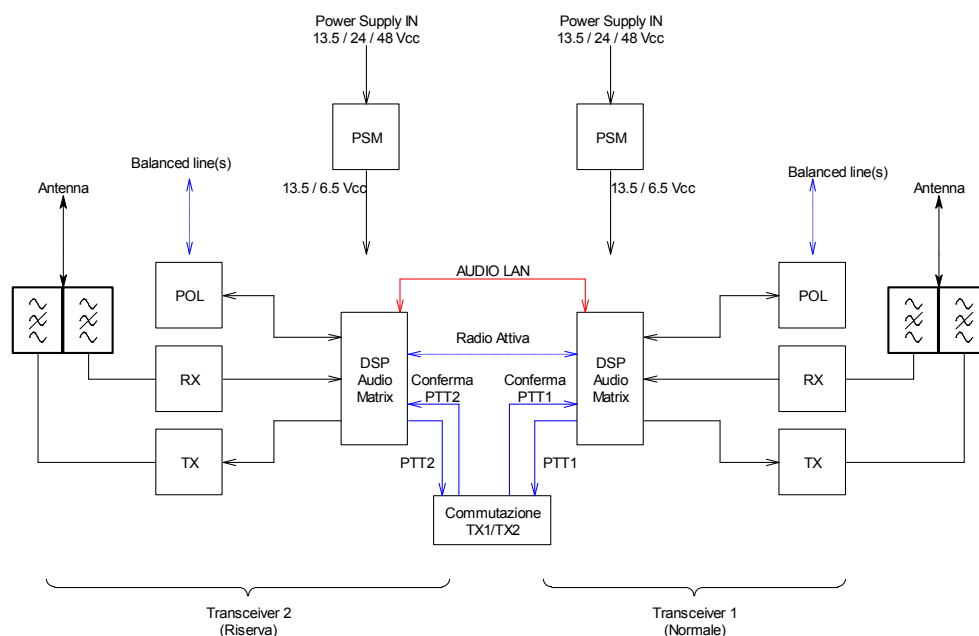 Power Supply IN
13.5 / 24 / 48 Vcc
Power Supply IN
13.5 / 24 / 48 Vcc
PSM
PSM
Balanced line(s)
Balanced line(s)
13.5 / 6.5 Vcc
13.5 / 6.5 Vcc
Antenna
Antenna
AUDIO LAN
POL
POL
Radio Attiva
DSP
Audio
Matrix
DSP
Audio
Matrix
RX
RX
Conferma
PTT2
Conferma
PTT1
TX
TX
PTT2
PTT1
Commutazione
TX1/TX2
Transceiver 2
(Riserva)
Transceiver 1
(Normale)